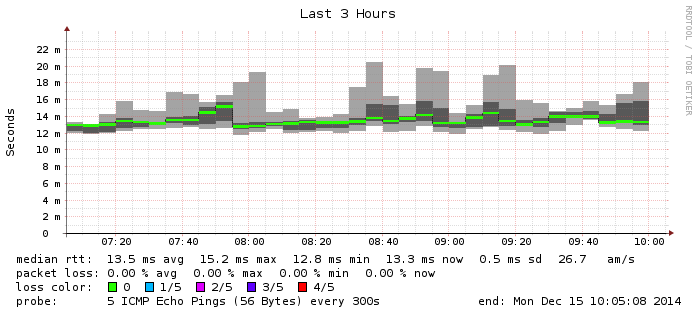 Last 3 Hours
RRDTOOL / TOBI OETIKER
Seconds
22 m
20 m
18 m
16 m
14 m
12 m
10 m
8 m
6 m
4 m
2 m
0
07:20 07:40 08:00 08:20 08:40 09:00 09:20 09:40 10:00
median rtt: 13.5 ms avg 15.2 ms max 12.8 ms min 13.3 ms now 0.5 ms sd 26.7 am/s
packet loss: 0.00 % avg 0.00 % max 0.00 % min 0.00 % now
loss color: 0 1/5 2/5 3/5 4/5
probe: 5 ICMP Echo Pings (56 Bytes) every 300s end: Mon Dec 15 10:05:08 2014